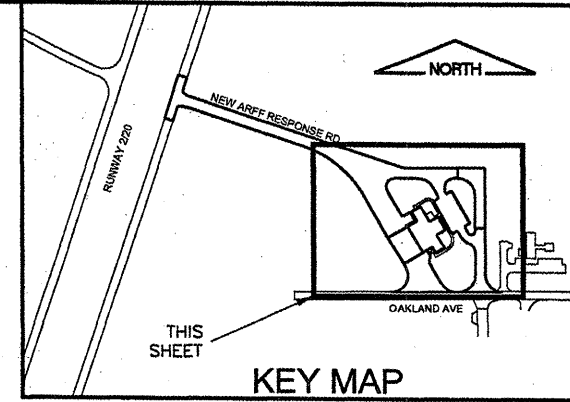 NORTH
NEW ARFF RESPONSE RD
RUNWAY 2/20
OAKLAND AVE
THIS
SHEET
KEY MAP